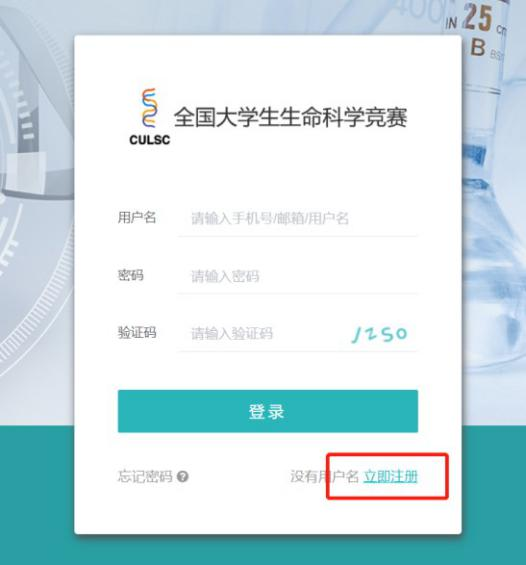 400
IN 25
B
CULSC
全国大学生生命科学竞赛
用户名 请输入手机号/邮箱/用户名
密码 请输入密码
验证码 请输入验证码 1250
登录
忘记密码 ? 没有用户名 立即注册